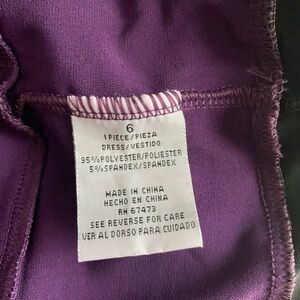 6
1 PIECE/PIEZA
DRESS/VESTIDO
95%POLYESTER/POLIESTER
5%SPANDEX/SPANDEX
MADE IN CHINA
HECHO EN CHINA
RN 67473
SEE REVERSE FOR CARE
VER AL DORSO PARA CUIDADO